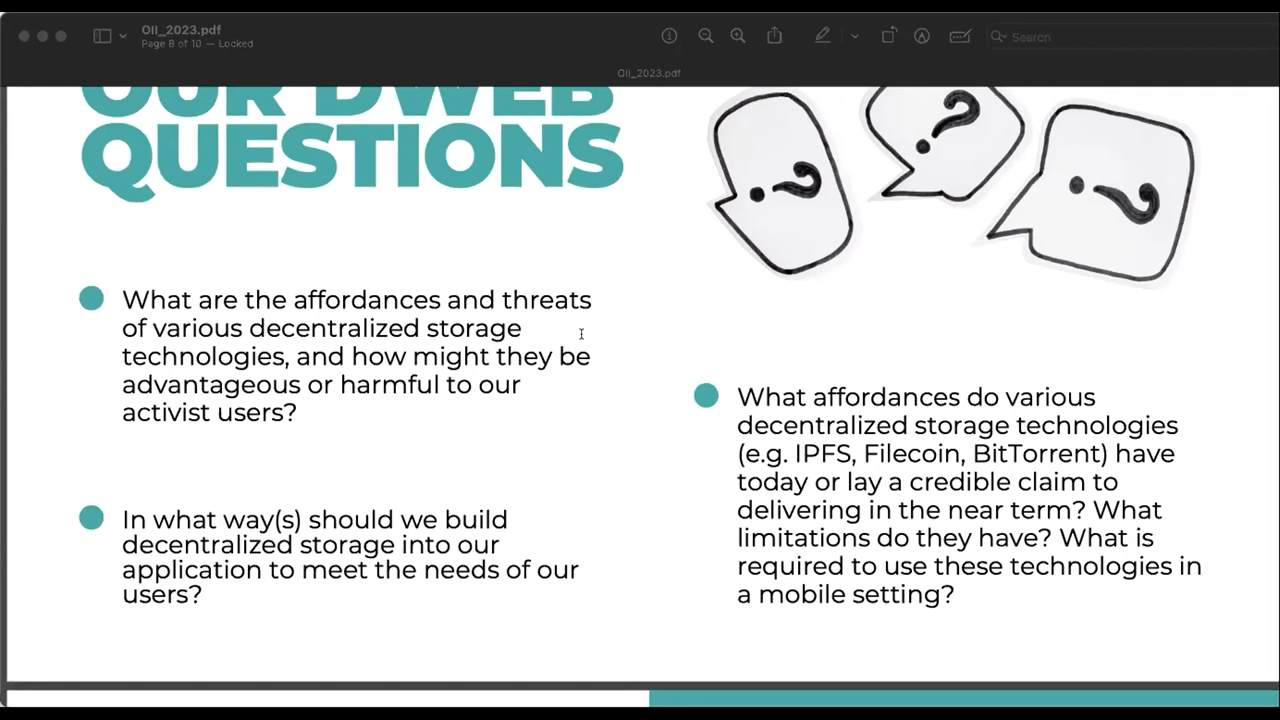 OII_2023.pdf
Page 8 of 10 — Locked
Search
OII_2023.pdf
OUR DWEB
QUESTIONS
? ? ?
What are the affordances and threats
of various decentralized storage
technologies, and how might they be
advantageous or harmful to our
activist users?
In what way(s) should we build
decentralized storage into our
application to meet the needs of our
users?
What affordances do various
decentralized storage technologies
(e.g. IPFS, Filecoin, BitTorrent) have
today or lay a credible claim to
delivering in the near term? What
limitations do they have? What is
required to use these technologies in
a mobile setting?